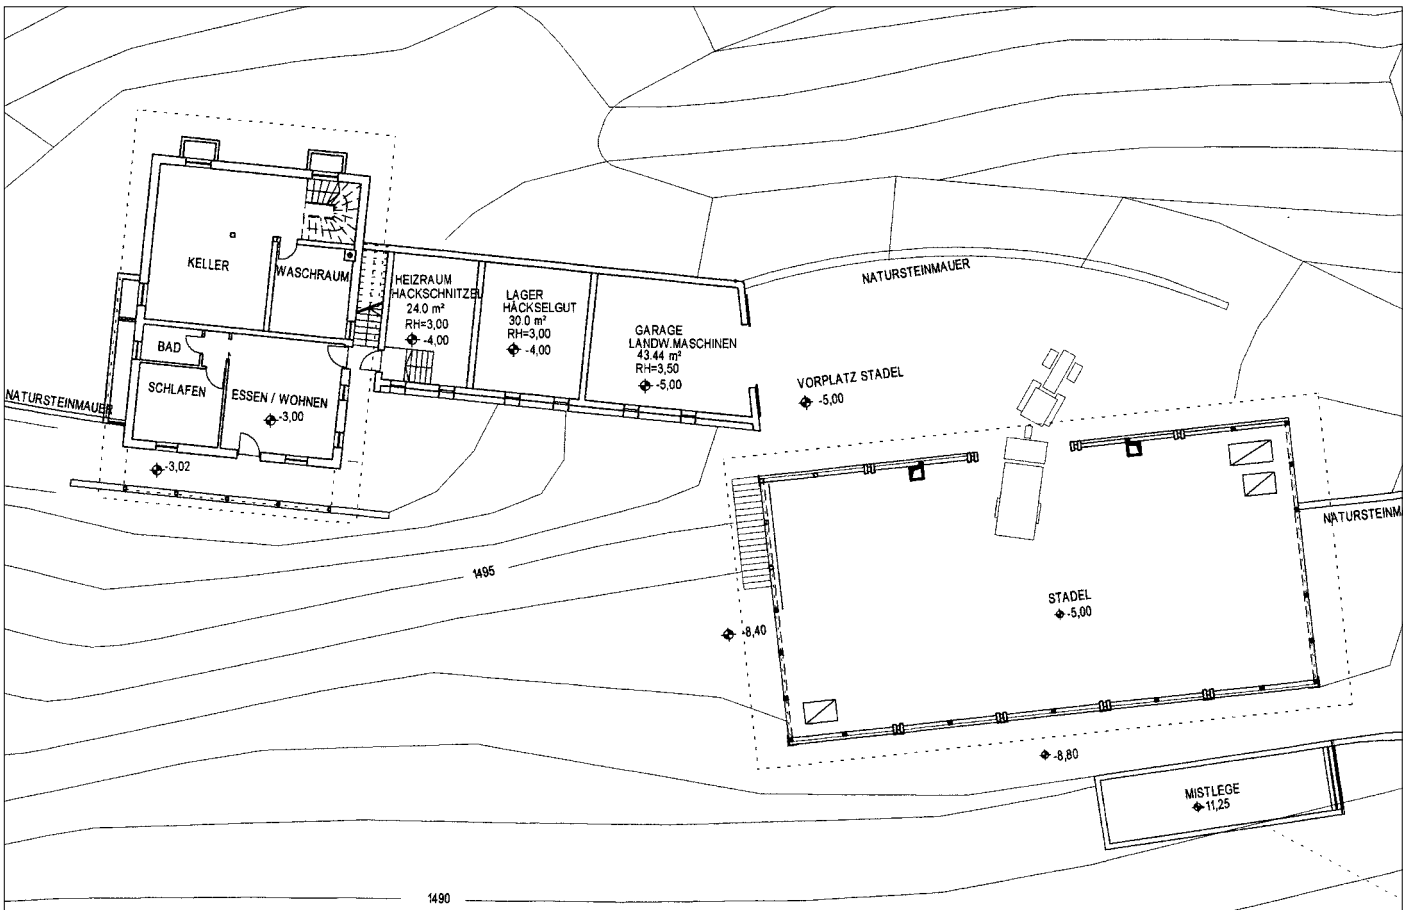 KELLER
WASCHRAUM
HEIZRAUM
HACKSCHNITZEL
24.0 m²
RH=3,00
-4,00
LAGER
HÄCKSELGUT
30.0 m²
RH=3,00
-4,00
GARAGE
LANDW.MASCHINEN
43.44 m²
RH=3,50
-5,00
NATURSTEINMAUER
VORPLATZ STADEL
-5,00
BAD
SCHLAFEN
ESSEN / WOHNEN
-3,00
NATURSTEINMAUER
-3,02
NATURSTEINMA
1495
STADEL
-5,00
-8,40
-8,80
MISTLEGE
-11,25
1490